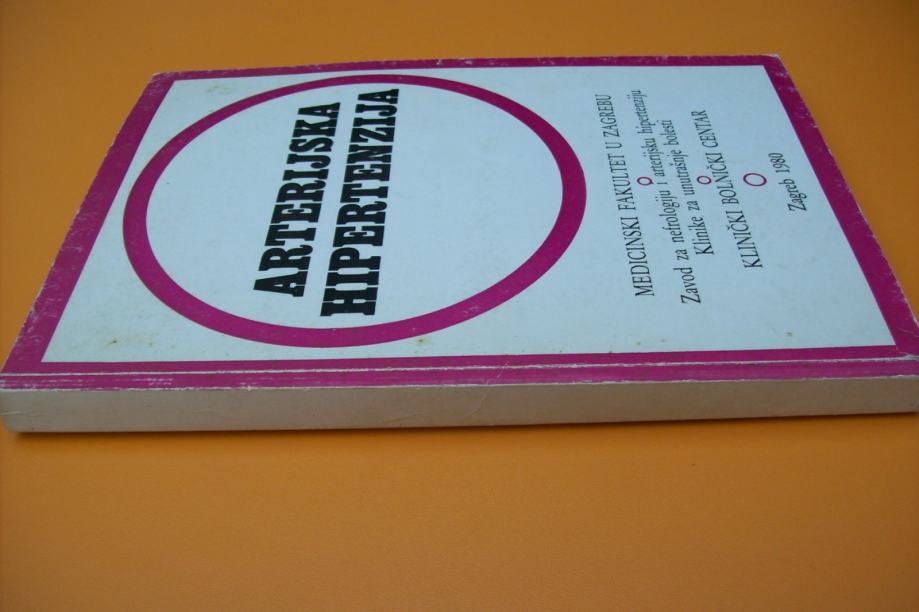 ARTERIJSKA
HIPERTENZIJA
MEDICINSKI FAKULTET U ZAGREBU
Zavod za nefrologiju i arterijsku hipertenziju
Klinike za unutrašnje bolesti
KLINIČKI BOLNIČKI CENTAR
Zagreb 1980